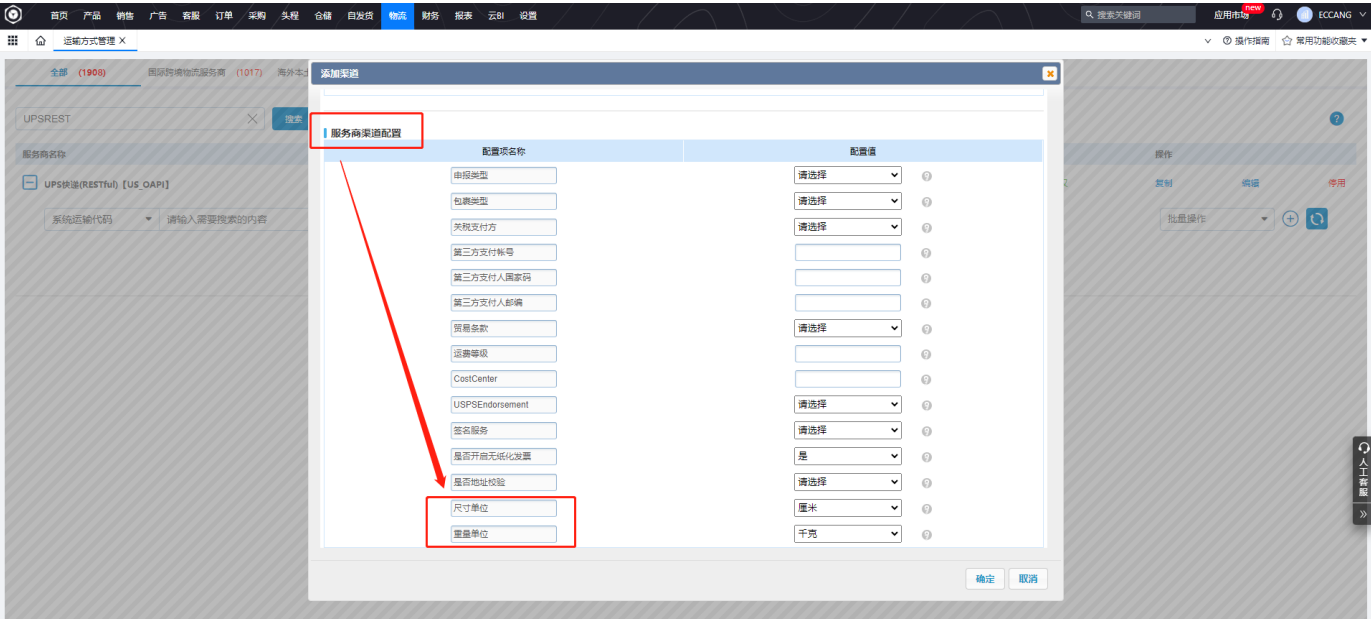 首页 产品 销售 广告 客服 订单 采购 头程 仓储 自发货 物流 财务 报表 云BI 设置
搜索关键词
应用市场 new
ECCANG
运输方式管理 X
操作指南 常用功能收藏夹
全部 (1908) 国际跨境物流服务商 (1017) 海外本土
添加渠道
UPSREST
搜索
服务商渠道配置
服务商名称
操作
配置项名称 配置值
UPS快递(RESTful)【US_OAPI】
复制 编辑 停用
系统运输代码 请输入需要搜索的内容
批量操作
申报类型 请选择
包裹类型 请选择
关税支付方 请选择
第三方支付帐号
第三方支付人国家码
第三方支付人邮编
贸易条款 请选择
运费等级
CostCenter
USPSEndorsement 请选择
签名服务 请选择
是否开启无纸化发票 是
是否地址校验 请选择
尺寸单位 厘米
重量单位 千克
人工客服
确定 取消